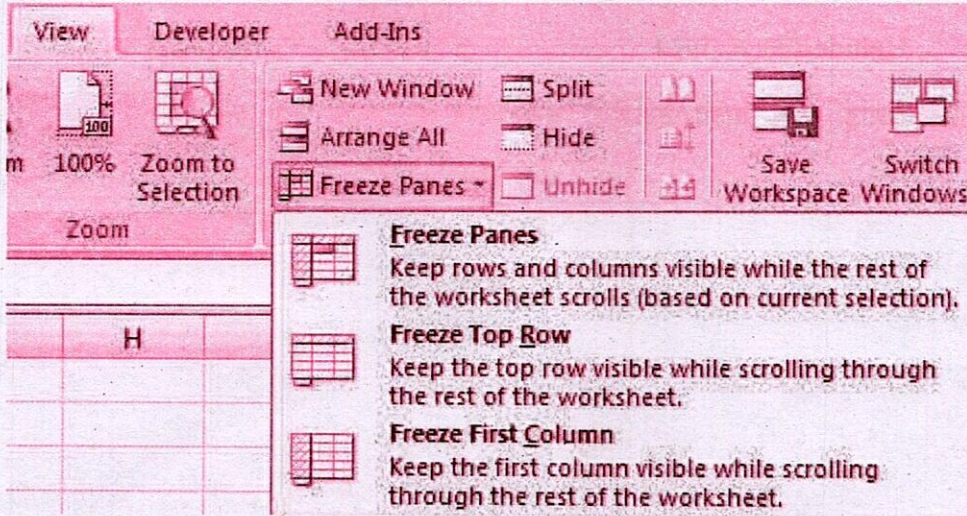 View Developer Add-Ins
New Window Split
100
Arrange All Hide
m 100% Zoom to Save Switch
Selection Freeze Panes Unhide Workspace Windows
Zoom
Freeze Panes
Keep rows and columns visible while the rest of
the worksheet scrolls (based on current selection).
H
Freeze Top Row
Keep the top row visible while scrolling through
the rest of the worksheet.
Freeze First Column
Keep the first column visible while scrolling
through the rest of the worksheet.